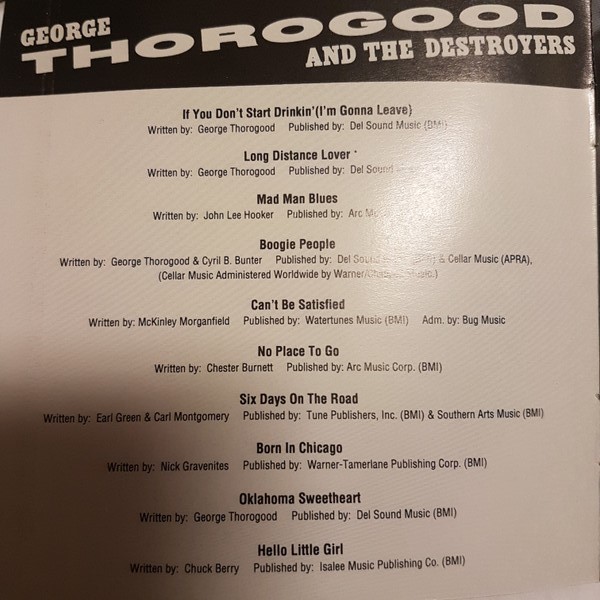 GEORGE
THOROGOOD
AND THE DESTROYERS
If You Don't Start Drinkin'(I'm Gonna Leave)
Written by: George Thorogood Published by: Del Sound Music (BMI)
Long Distance Lover
Written by: George Thorogood Published by: Del Sound
Mad Man Blues
Written by: John Lee Hooker Published by: Arc
Boogie People
Written by: George Thorogood & Cyril B. Bunter Published by: Del & Cellar Music (APRA),
(Cellar Music Administered Worldwide by
Can't Be Satisfied
Written by: McKinley Morganfield Published by: Watertunes Music (BMI) Adm. by: Bug Music
No Place To Go
Written by: Chester Burnett Published by: Arc Music Corp. (BMI)
Six Days On The Road
Written by: Earl Green & Carl Montgomery Published by: Tune Publishers, Inc. (BMI) & Southern Arts Music (BMI)
Born In Chicago
Written by: Nick Gravenites Published by: Warner-Tamerlane Publishing Corp. (BMI)
Oklahoma Sweetheart
Written by: George Thorogood Published by: Del Sound Music (BMI)
Hello Little Girl
Written by: Chuck Berry Published by: Isalee Music Publishing Co. (BMI)